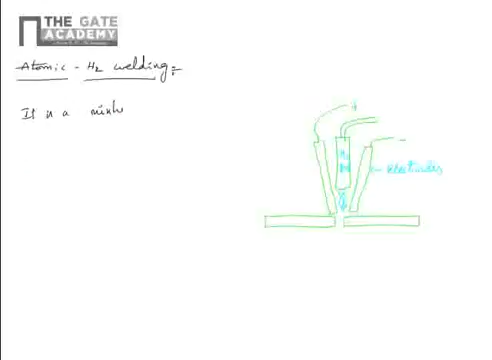 THE GATE
ACADEMY
Atomic - H2 welding:-
It is a
H
electrodes